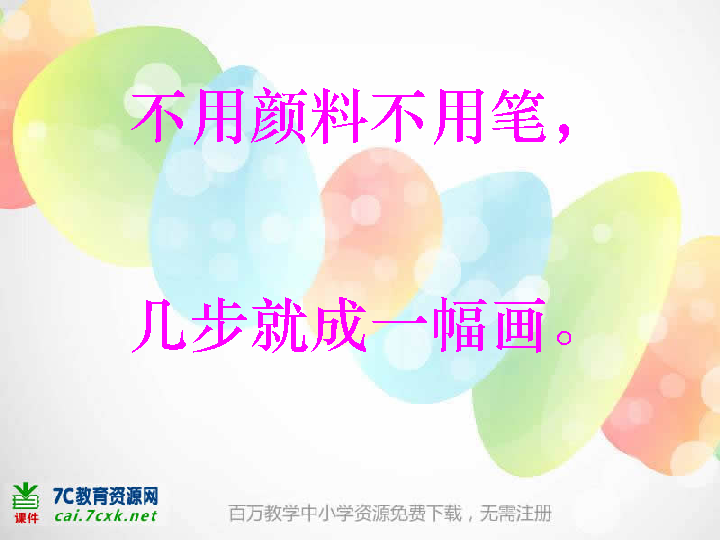 不用颜料不用笔，
几步就成一幅画。
7C教育资源网
课件
cai.7cxk.net
百万教学中小学资源免费下载，无需注册